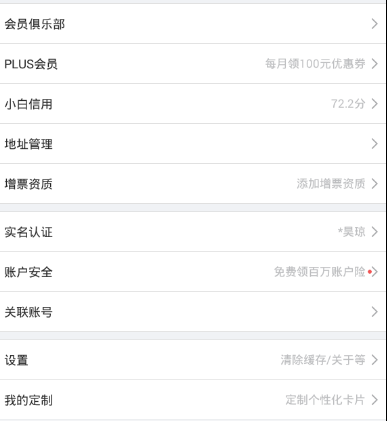 会员俱乐部
PLUS会员 每月领100元优惠券
小白信用 72.2分
地址管理
增票资质 添加增票资质
实名认证 *昊琼
账户安全 免费领百万账户险
关联账号
设置 清除缓存/关于等
我的定制 定制个性化卡片